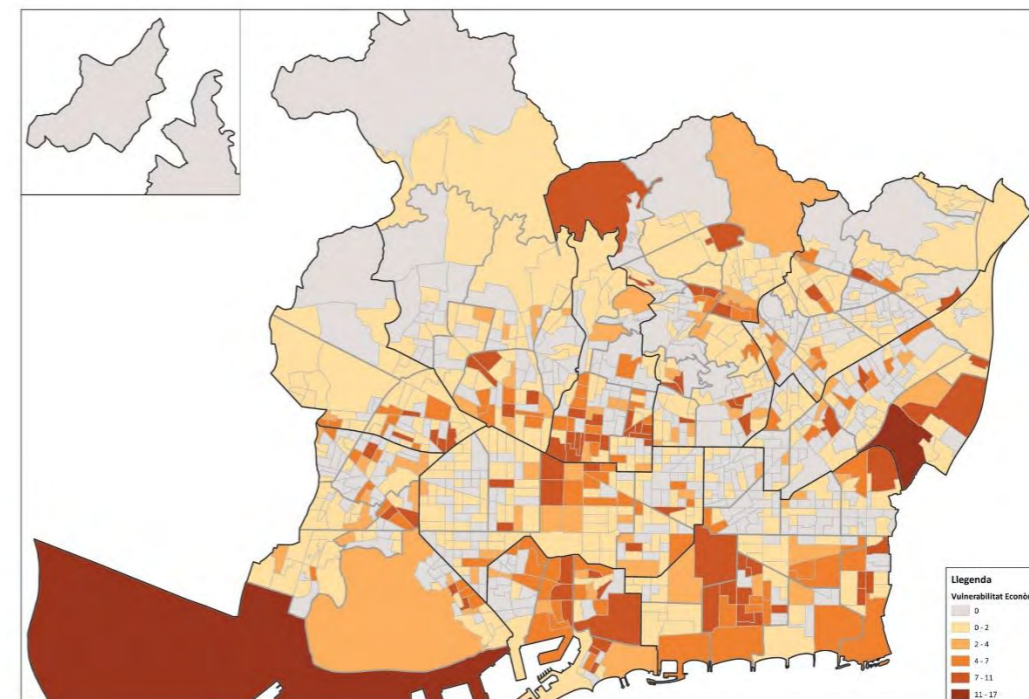 Llegenda
Vulnerabilitat Econòm
0
0 - 2
2 - 4
4 - 7
7 - 11
11 - 17